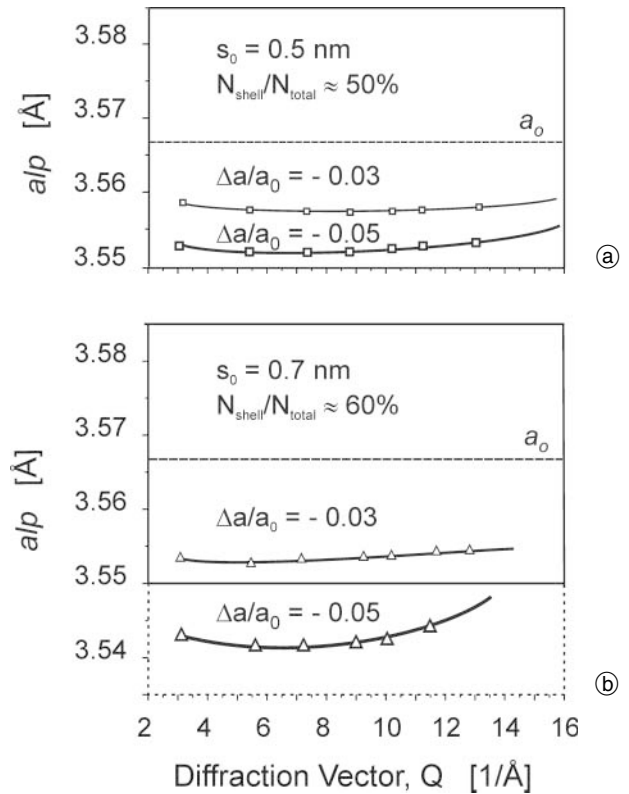 3.58
s₀ = 0.5 nm
N_shell/N_total ≈ 50%
3.57
a_o
alp [Å]
3.56
Δa/a₀ = - 0.03
Δa/a₀ = - 0.05
3.55
ⓐ
3.58
s₀ = 0.7 nm
N_shell/N_total ≈ 60%
3.57
a_o
alp [Å]
3.56
Δa/a₀ = - 0.03
3.55
Δa/a₀ = - 0.05
3.54
ⓑ
2 4 6 8 10 12 14 16
Diffraction Vector, Q [1/Å]